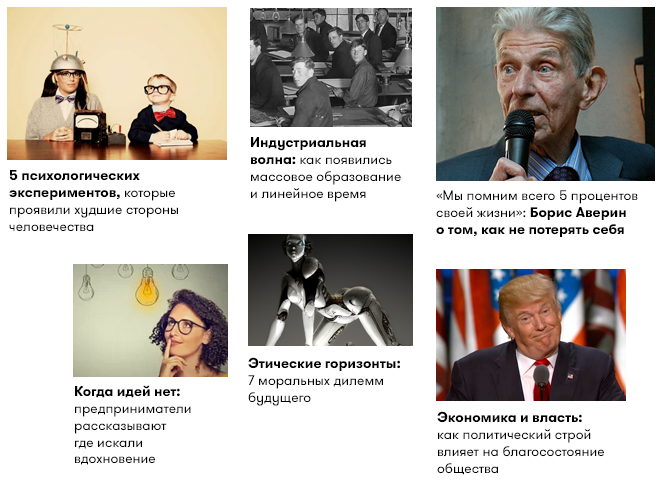 5 психологических
экспериментов, которые
проявили худшие стороны
человечества
Индустриальная
волна: как появились
массовое образование
и линейное время
«Мы помним всего 5 процентов
своей жизни»: Борис Аверин
о том, как не потерять себя
Когда идей нет:
предприниматели
рассказывают
где искали
вдохновение
Этические горизонты:
7 моральных дилемм
будущего
Экономика и власть:
как политический строй
влияет на благосостояние
общества